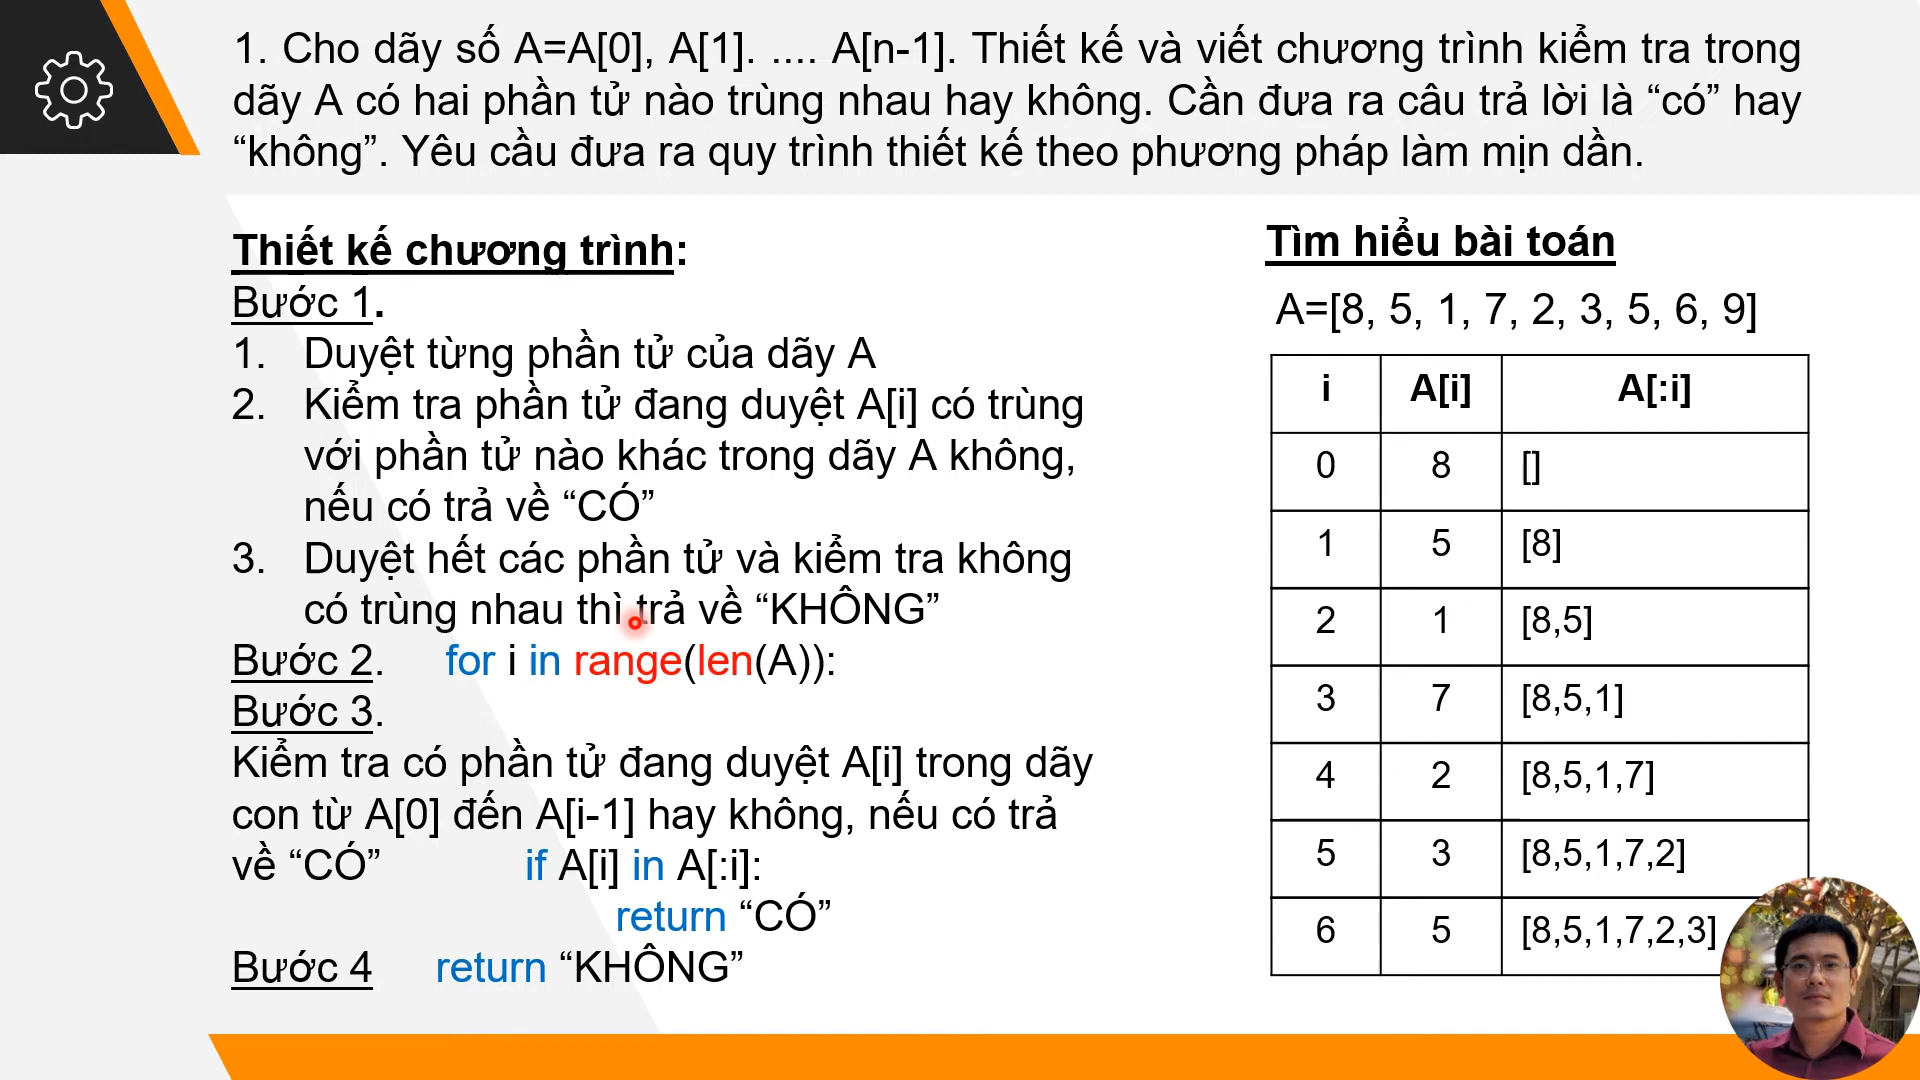 1. Cho dãy số A=A[0], A[1]. .... A[n-1]. Thiết kế và viết chương trình kiểm tra trong
dãy A có hai phần tử nào trùng nhau hay không. Cần đưa ra câu trả lời là “có” hay
“không”. Yêu cầu đưa ra quy trình thiết kế theo phương pháp làm mịn dần.
Thiết kế chương trình:
Bước 1.
1. Duyệt từng phần tử của dãy A
2. Kiểm tra phần tử đang duyệt A[i] có trùng
với phần tử nào khác trong dãy A không,
nếu có trả về “CÓ”
3. Duyệt hết các phần tử và kiểm tra không
có trùng nhau thì trả về “KHÔNG”
Bước 2. for i in range(len(A)):
Bước 3.
Kiểm tra có phần tử đang duyệt A[i] trong dãy
con từ A[0] đến A[i-1] hay không, nếu có trả
về “CÓ” if A[i] in A[:i]:
return “CÓ”
Bước 4 return “KHÔNG”
Tìm hiểu bài toán
A=[8, 5, 1, 7, 2, 3, 5, 6, 9]
i A[i] A[:i]
0 8 []
1 5 [8]
2 1 [8,5]
3 7 [8,5,1]
4 2 [8,5,1,7]
5 3 [8,5,1,7,2]
6 5 [8,5,1,7,2,3]